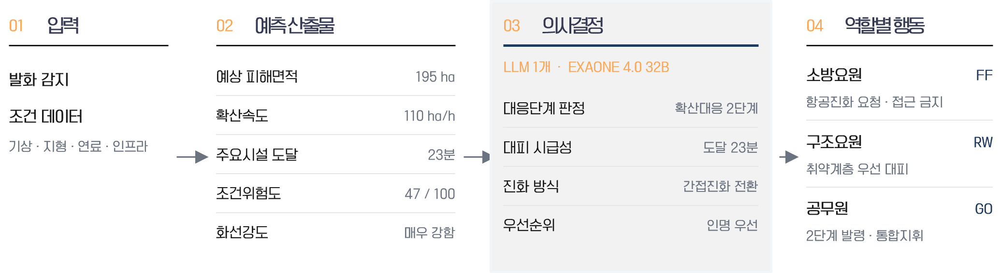 01 입력
발화 감지
조건 데이터
기상 · 지형 · 연료 · 인프라
02 예측 산출물
예상 피해면적 195 ha
확산속도 110 ha/h
주요시설 도달 23분
조건위험도 47 / 100
화선강도 매우 강함
03 의사결정
LLM 1개 · EXAONE 4.0 32B
대응단계 판정 확산대응 2단계
대피 시급성 도달 23분
진화 방식 간접진화 전환
우선순위 인명 우선
04 역할별 행동
소방요원 FF
항공진화 요청 · 접근 금지
구조요원 RW
취약계층 우선 대피
공무원 GO
2단계 발령 · 통합지휘